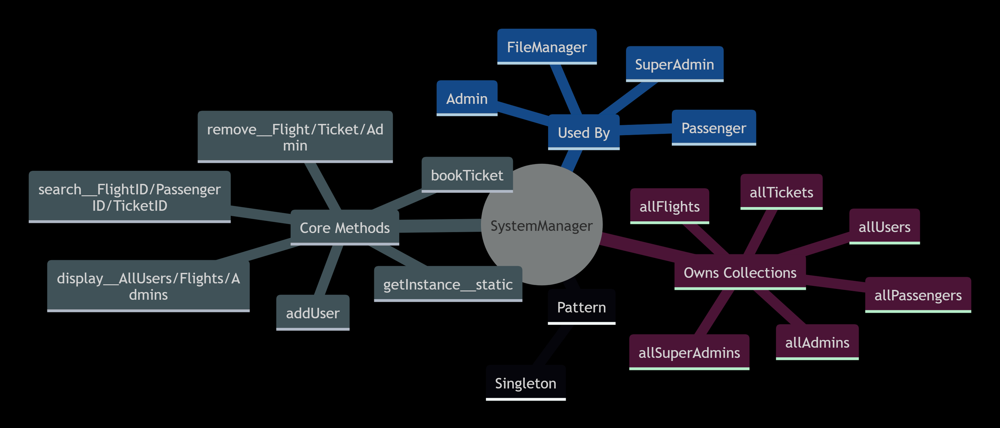 FileManager
SuperAdmin
Admin
Used By
Passenger
remove__Flight/Ticket/Ad
min
bookTicket
search__FlightID/Passenger
ID/TicketID
Core Methods
SystemManager
allFlights
allTickets
allUsers
Owns Collections
allPassengers
allAdmins
allSuperAdmins
display__AllUsers/Flights/A
dmins
addUser
getInstance__static
Pattern
Singleton